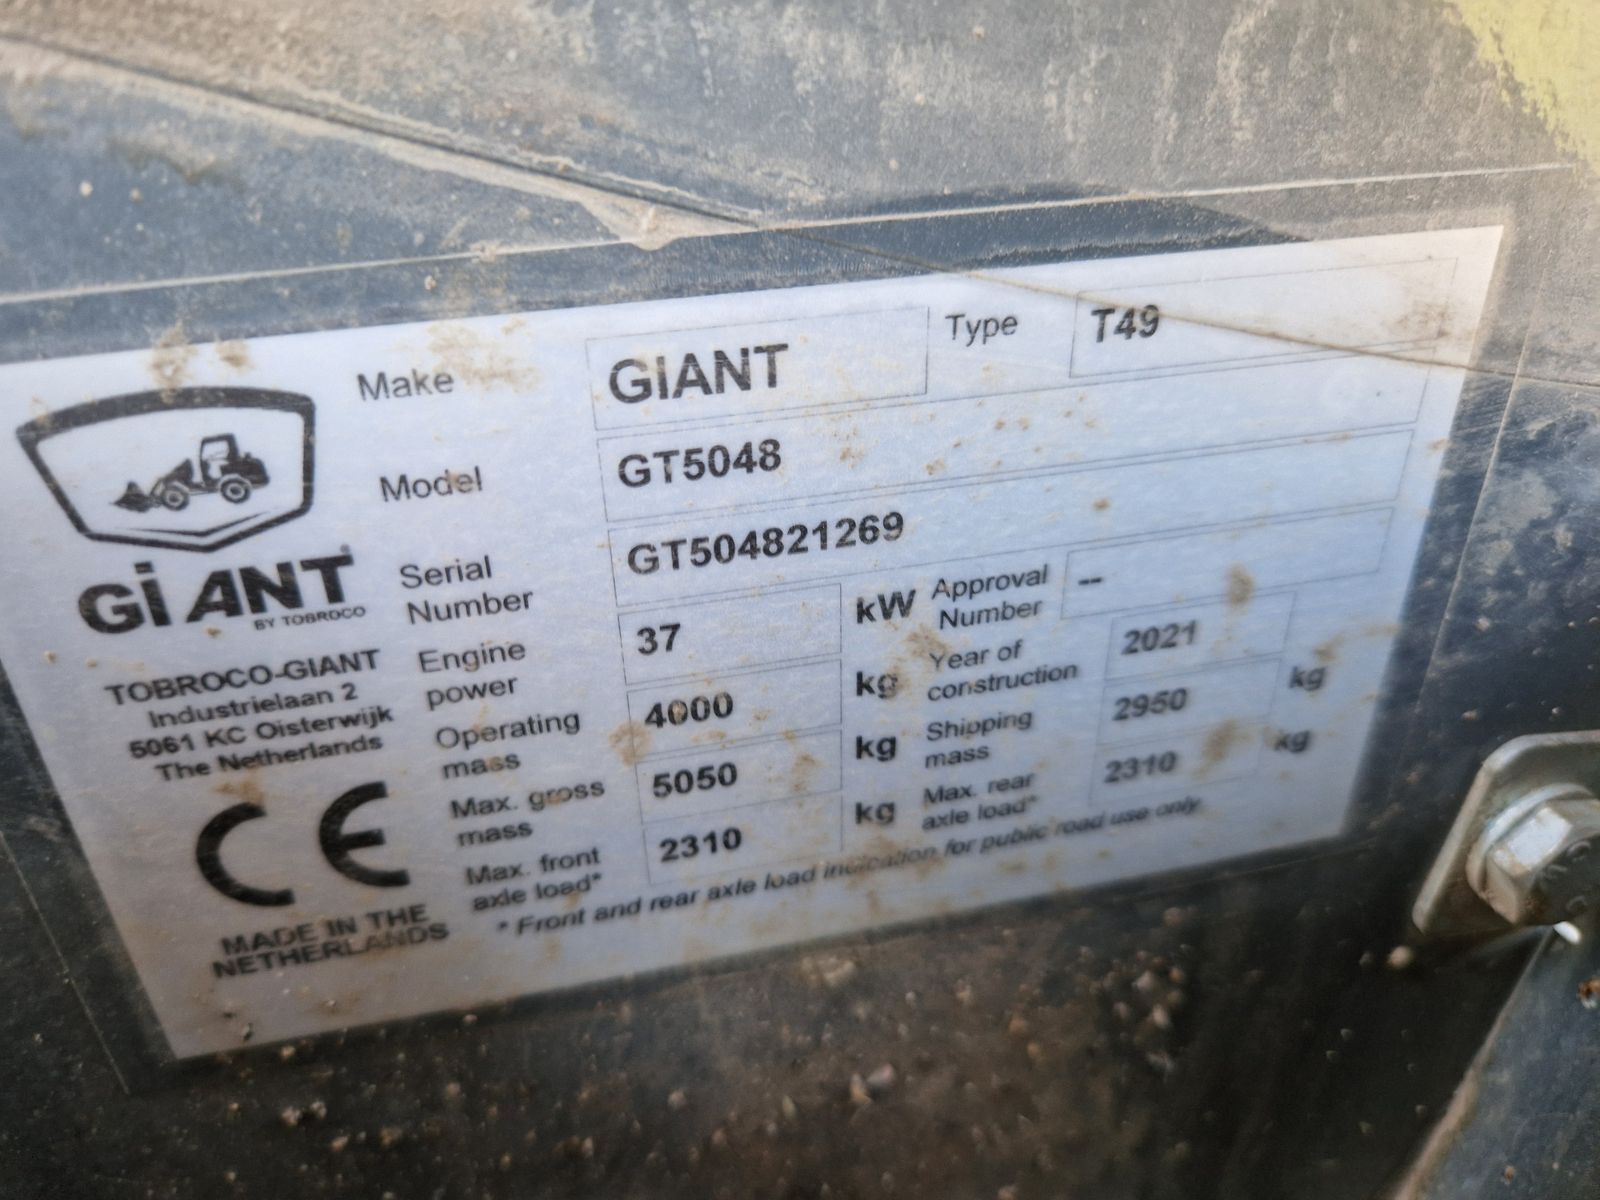 Make GIANT Type T49
Model GT5048
Serial Number GT504821269
Engine power 37 kW Approval Number --
Operating mass 4000 kg Year of construction 2021
Max. gross mass 5050 kg Shipping mass 2950 kg
Max. front axle load* 2310 kg Max. rear axle load* 2310 kg
* Front and rear axle load indication for public road use only
GiANT
BY TOBROCO
TOBROCO-GIANT
Industrielaan 2
5061 KC Oisterwijk
The Netherlands
CE
MADE IN THE
NETHERLANDS